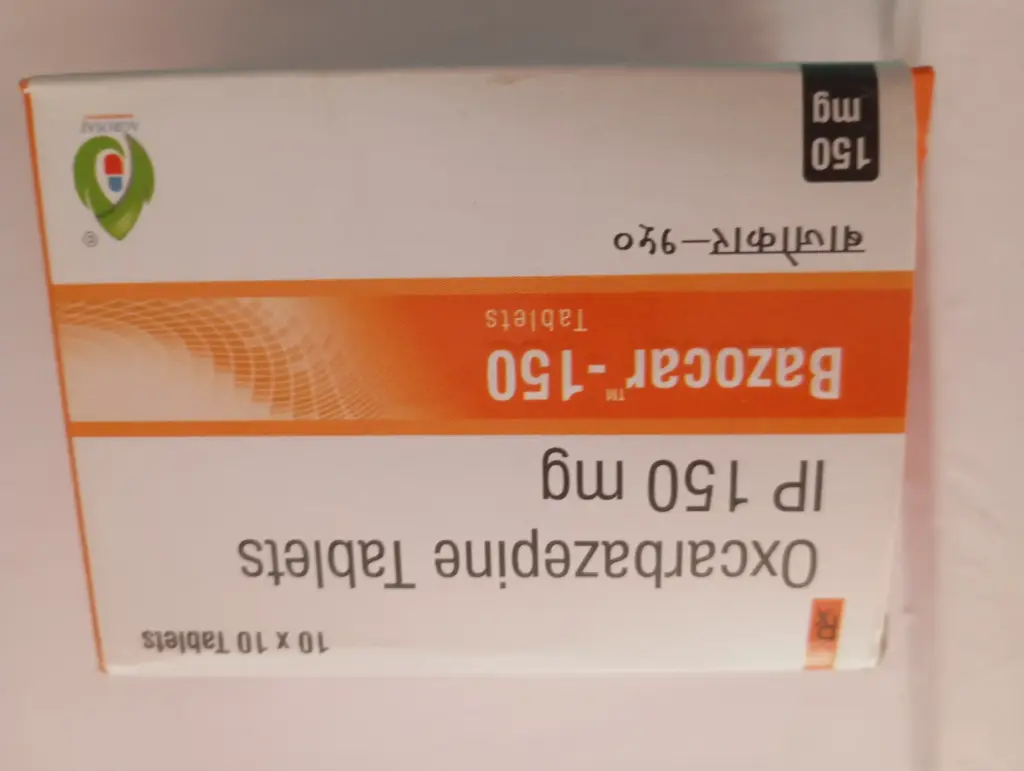 10 x 10 Tablets
Oxcarbazepine Tablets
IP 150 mg
Bazocar™-150
Tablets
बाजोकार–१५०
150
mg